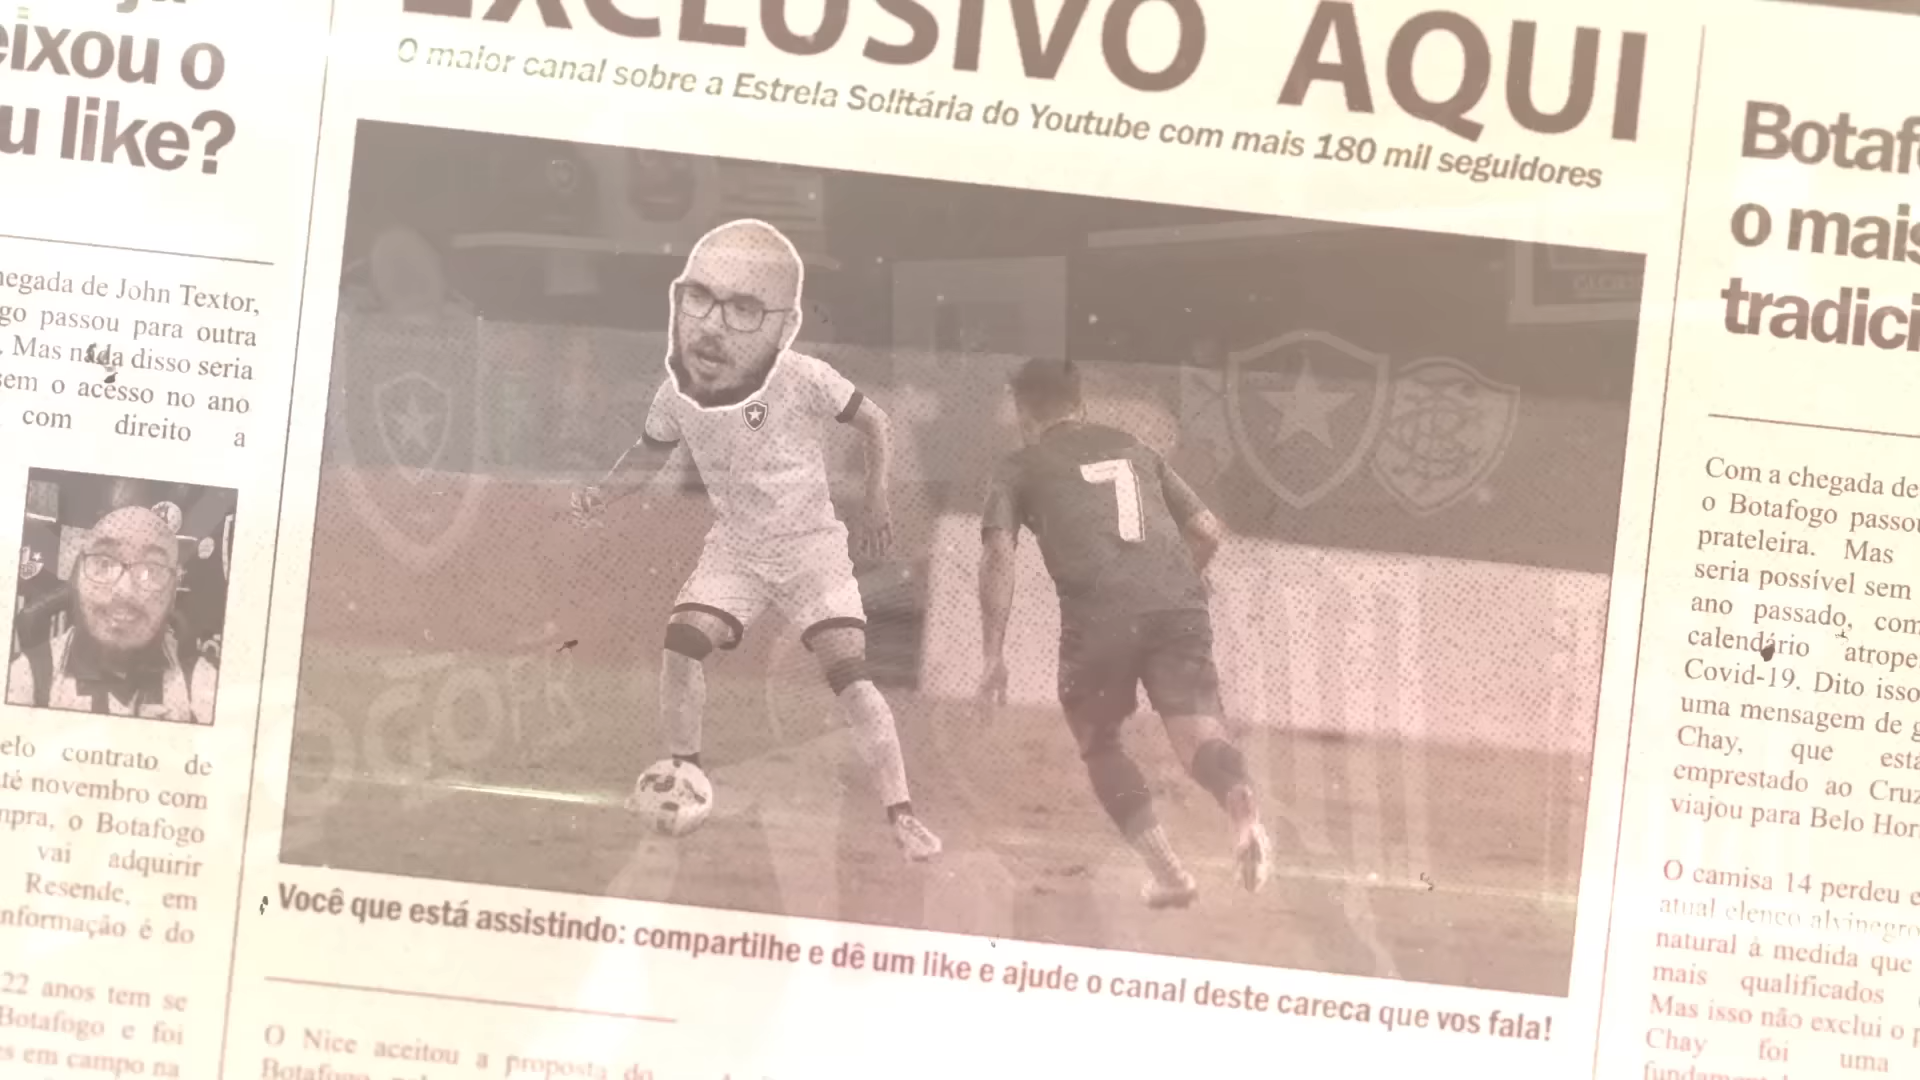 eixou o
u like?
hegada de John Textor,
go passou para outra
. Mas nada disso seria
sem o acesso no ano
com direito a
elo contrato de
té novembro com
mpra, o Botafogo
vai adquirir
Resende, em
nformação é do
22 anos tem se
Botafogo e foi
s em campo na
EXCLUSIVO AQUI
O maior canal sobre a Estrela Solitária do Youtube com mais 180 mil seguidores
7
Você que está assistindo: compartilhe e dê um like e ajude o canal deste careca que vos fala!
O Nice aceitou a proposta do
Botafogo
Botaf
o mais
tradici
Com a chegada de
o Botafogo passou
prateleira. Mas
seria possível sem
ano passado, com
calendário atrope
Covid-19. Dito isso
uma mensagem de g
Chay, que está
emprestado ao Cruz
viajou para Belo Hor
O camisa 14 perdeu e
atual elenco alvinegro
natural à medida que
mais qualificados
Mas isso não exclui o p
Chay foi uma
fundament